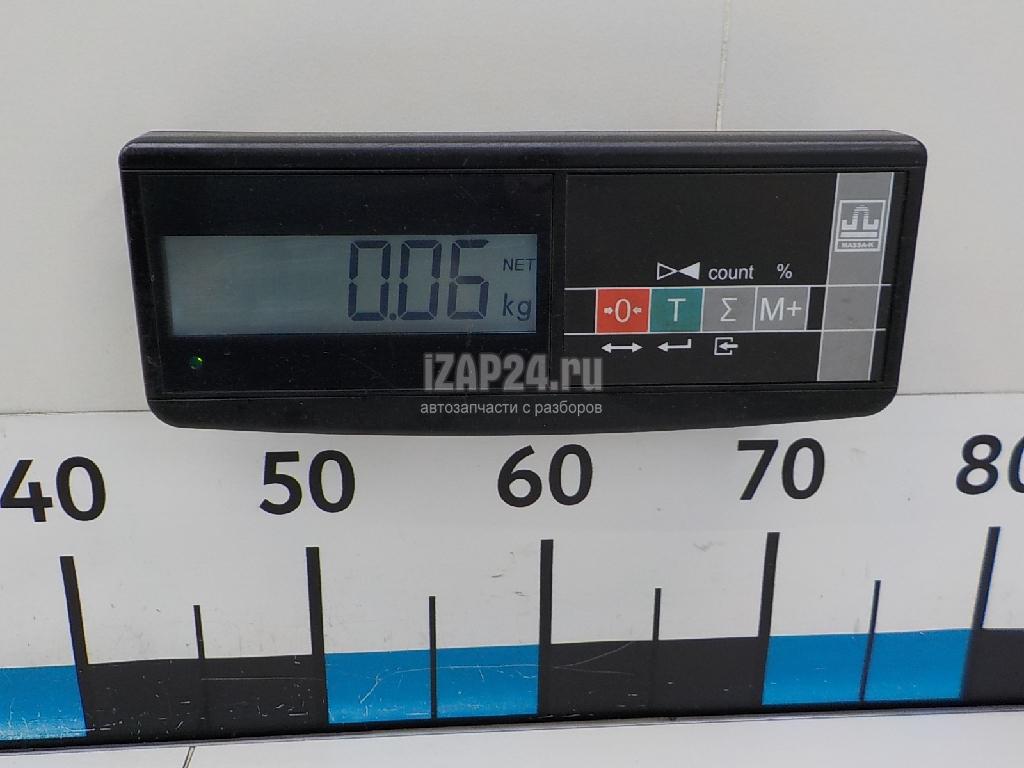 MASSA-K
count %
0.06 NET
kg
→0← T Σ M+
iZAP24.ru
автозапчасти с разборов
40 50 60 70 80